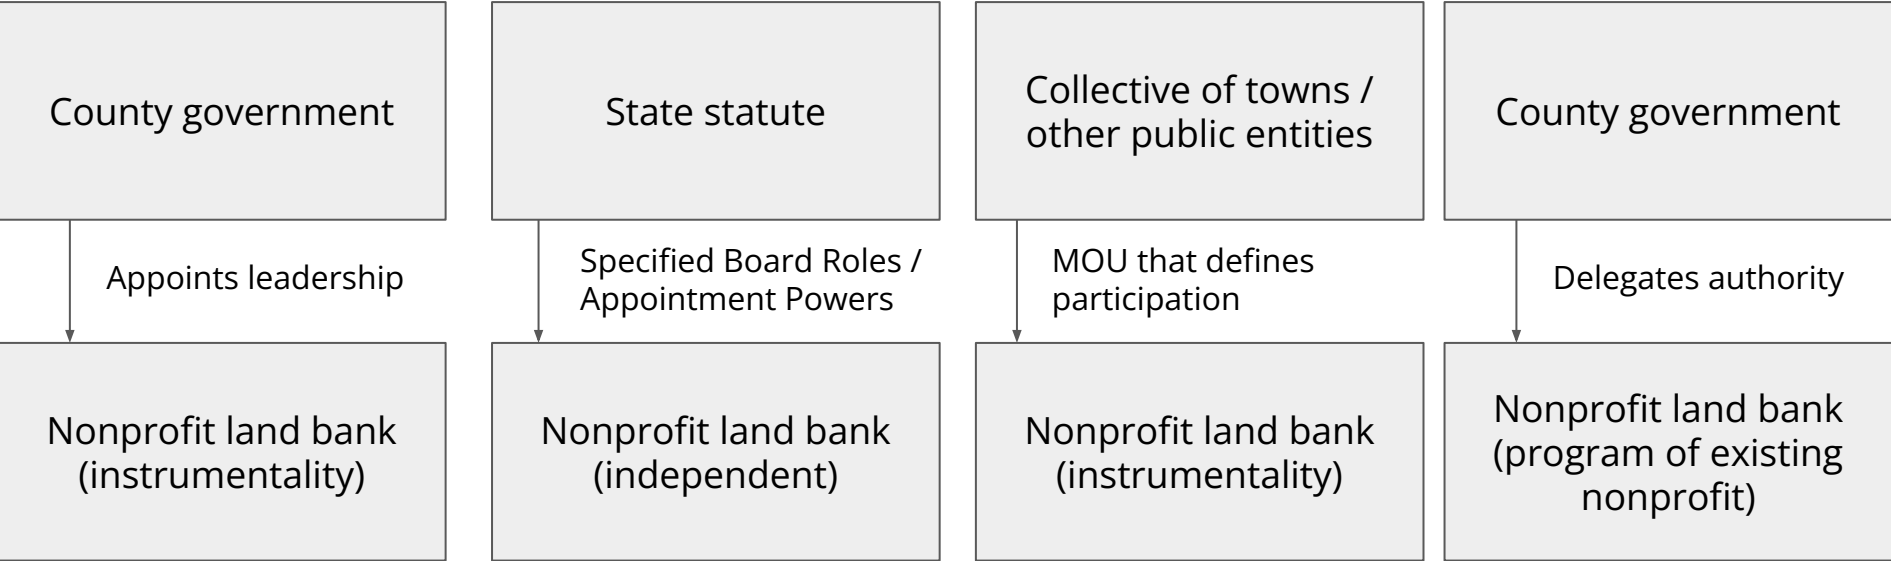 County government
State statute
Collective of towns /
other public entities
County government
Appoints leadership
Specified Board Roles /
Appointment Powers
MOU that defines
participation
Delegates authority
Nonprofit land bank
(instrumentality)
Nonprofit land bank
(independent)
Nonprofit land bank
(instrumentality)
Nonprofit land bank
(program of existing
nonprofit)